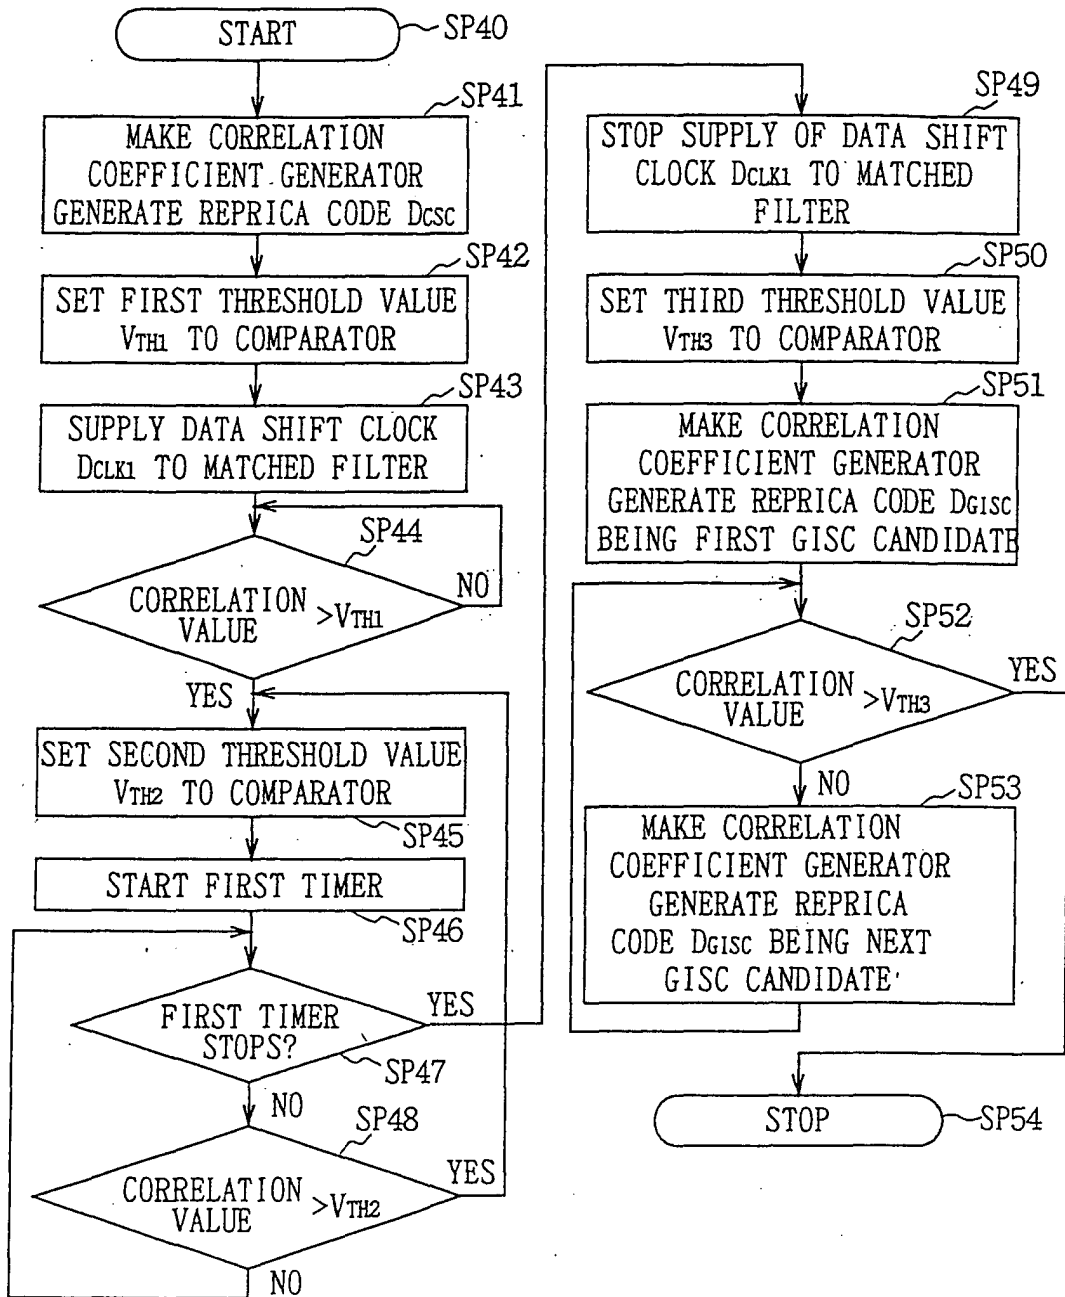 START
SP40
SP41
MAKE CORRELATION
COEFFICIENT GENERATOR
GENERATE REPRICA CODE DCSC
SP42
SET FIRST THRESHOLD VALUE
VTH1 TO COMPARATOR
SP43
SUPPLY DATA SHIFT CLOCK
DCLK1 TO MATCHED FILTER
SP44
CORRELATION
VALUE
>VTH1
NO
YES
SET SECOND THRESHOLD VALUE
VTH2 TO COMPARATOR
SP45
START FIRST TIMER
SP46
FIRST TIMER
STOPS?
YES
SP47
NO
SP48
CORRELATION
VALUE
>VTH2
YES
NO
SP49
STOP SUPPLY OF DATA SHIFT
CLOCK DCLK1 TO MATCHED
FILTER
SP50
SET THIRD THRESHOLD VALUE
VTH3 TO COMPARATOR
SP51
MAKE CORRELATION
COEFFICIENT GENERATOR
GENERATE REPRICA CODE DGISC
BEING FIRST GISC CANDIDATE
SP52
CORRELATION
VALUE
>VTH3
YES
NO
SP53
MAKE CORRELATION
COEFFICIENT GENERATOR
GENERATE REPRICA
CODE DGISC BEING NEXT
GISC CANDIDATE
STOP
SP54